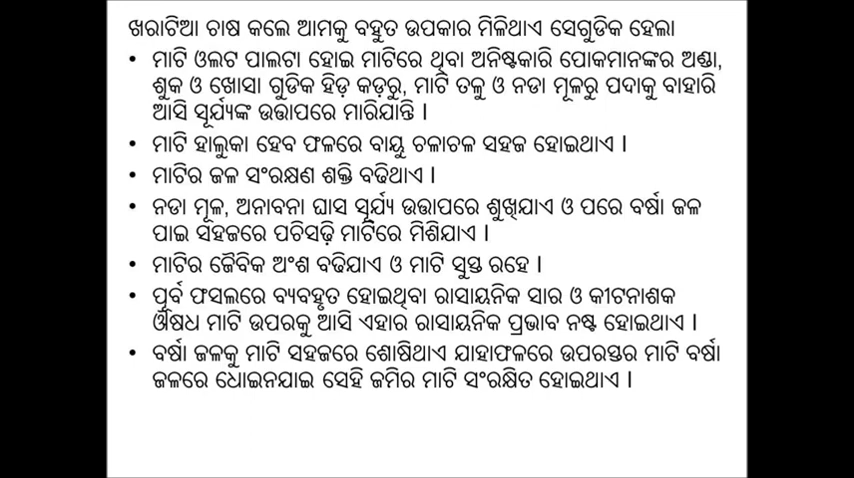 ଖରାଟିଆ ଚାଷ କଲେ ଆମକୁ ବହୁତ ଉପକାର ମିଳିଥାଏ ସେଗୁଡିକ ହେଲା
• ମାଟି ଓଲଟ ପାଲଟା ହୋଇ ମାଟିରେ ଥିବା ଅନିଷ୍ଟକାରି ପୋକମାନଙ୍କର ଅଣ୍ଡା,
ଶୁକ ଓ ଖୋସା ଗୁଡିକ ହିଡ଼ କଡ଼ରୁ, ମାଟି ତଳୁ ଓ ନଡା ମୂଳରୁ ପଦାକୁ ବାହାରି
ଆସି ସୂର୍ଯ୍ୟଙ୍କ ଉତ୍ତାପରେ ମାରିଯାନ୍ତି ।
• ମାଟି ହାଲୁକା ହେବ ଫଳରେ ବାୟୁ ଚଳାଚଳ ସହଜ ହୋଇଥାଏ ।
• ମାଟିର ଜଳ ସଂରକ୍ଷଣ ଶକ୍ତି ବଢିଥାଏ ।
• ନଡା ମୂଳ, ଅନାବନା ଘାସ ସୂର୍ଯ୍ୟ ଉତ୍ତାପରେ ଶୁଖିଯାଏ ଓ ପରେ ବର୍ଷା ଜଳ
ପାଇ ସହଜରେ ପଚିସଢ଼ି ମାଟିରେ ମିଶିଯାଏ ।
• ମାଟିର ଜୈବିକ ଅଂଶ ବଢିଯାଏ ଓ ମାଟି ସୁସ୍ତ ରହେ ।
• ପୂର୍ବ ଫସଲରେ ବ୍ୟବହୃତ ହୋଇଥିବା ରାସାୟନିକ ସାର ଓ କୀଟନାଶକ
ଔଷଧ ମାଟି ଉପରକୁ ଆସି ଏହାର ରାସାୟନିକ ପ୍ରଭାବ ନଷ୍ଟ ହୋଇଥାଏ ।
• ବର୍ଷା ଜଳକୁ ମାଟି ସହଜରେ ଶୋଷିଥାଏ ଯାହାଫଳରେ ଉପରସ୍ତର ମାଟି ବର୍ଷା
ଜଳରେ ଧୋଇନଯାଇ ସେହି ଜମିର ମାଟି ସଂରକ୍ଷିତ ହୋଇଥାଏ ।